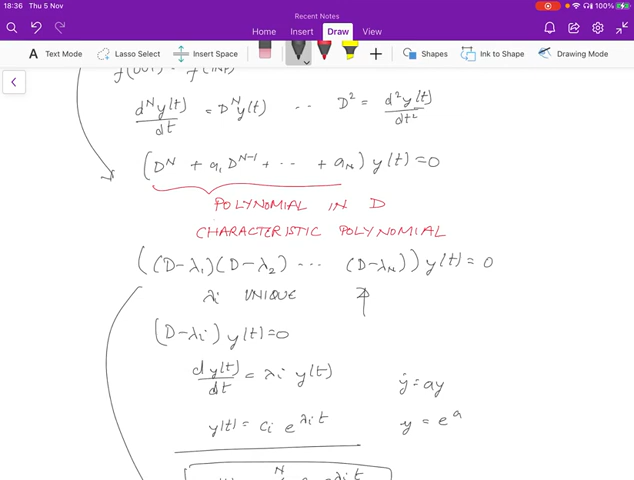 18:36 Thu 5 Nov
Recent Notes
100%
Home Insert Draw View
Text Mode
Lasso Select
Insert Space
Shapes
Ink to Shape
Drawing Mode
d^N y(t)/dt = D^N y(t) .. D^2 = d^2 y(t)/dt^2
(D^N + a_1 D^{N-1} + ... + a_N) y(t) = 0
POLYNOMIAL IN D
CHARACTERISTIC POLYNOMIAL
((D-λ_1)(D-λ_2) ... (D-λ_N)) y(t) = 0
λi UNIQUE
(D-λi) y(t) = 0
dy(t)/dt = λi y(t)
ẏ = ay
y(t) = c_i e^{λi t}
y = e^a